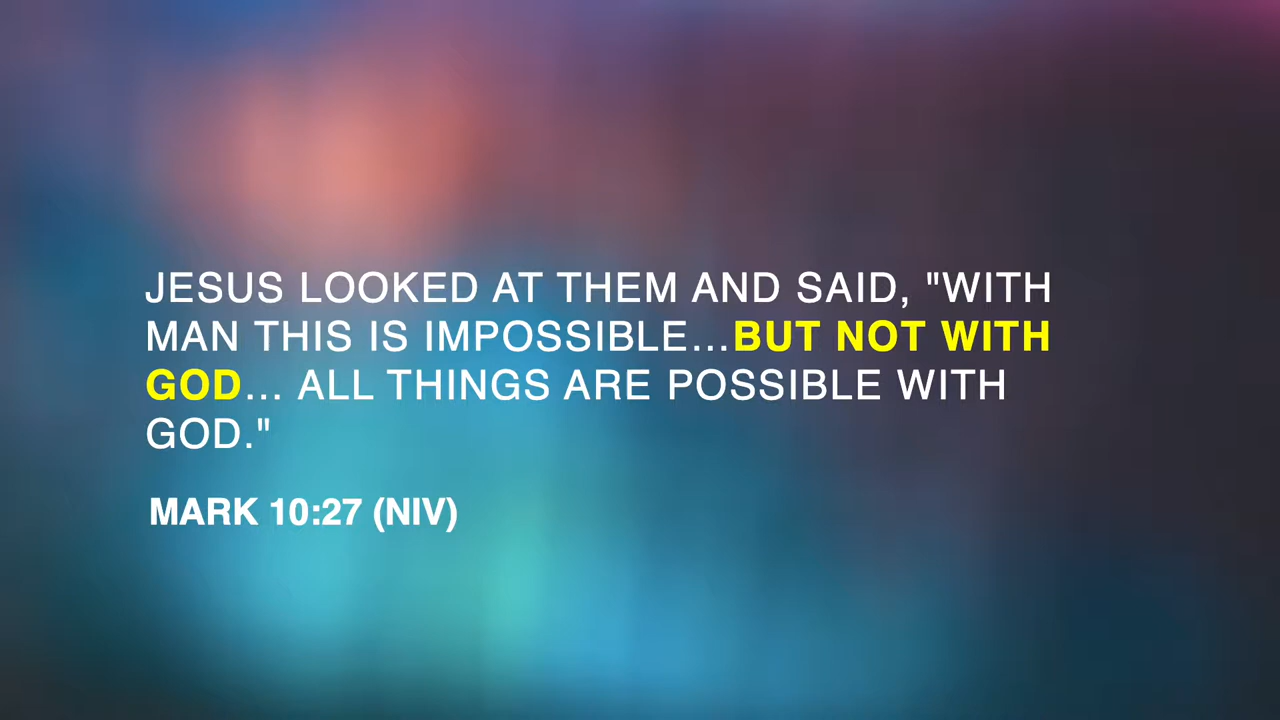 JESUS LOOKED AT THEM AND SAID, "WITH
MAN THIS IS IMPOSSIBLE...BUT NOT WITH
GOD... ALL THINGS ARE POSSIBLE WITH
GOD."
MARK 10:27 (NIV)